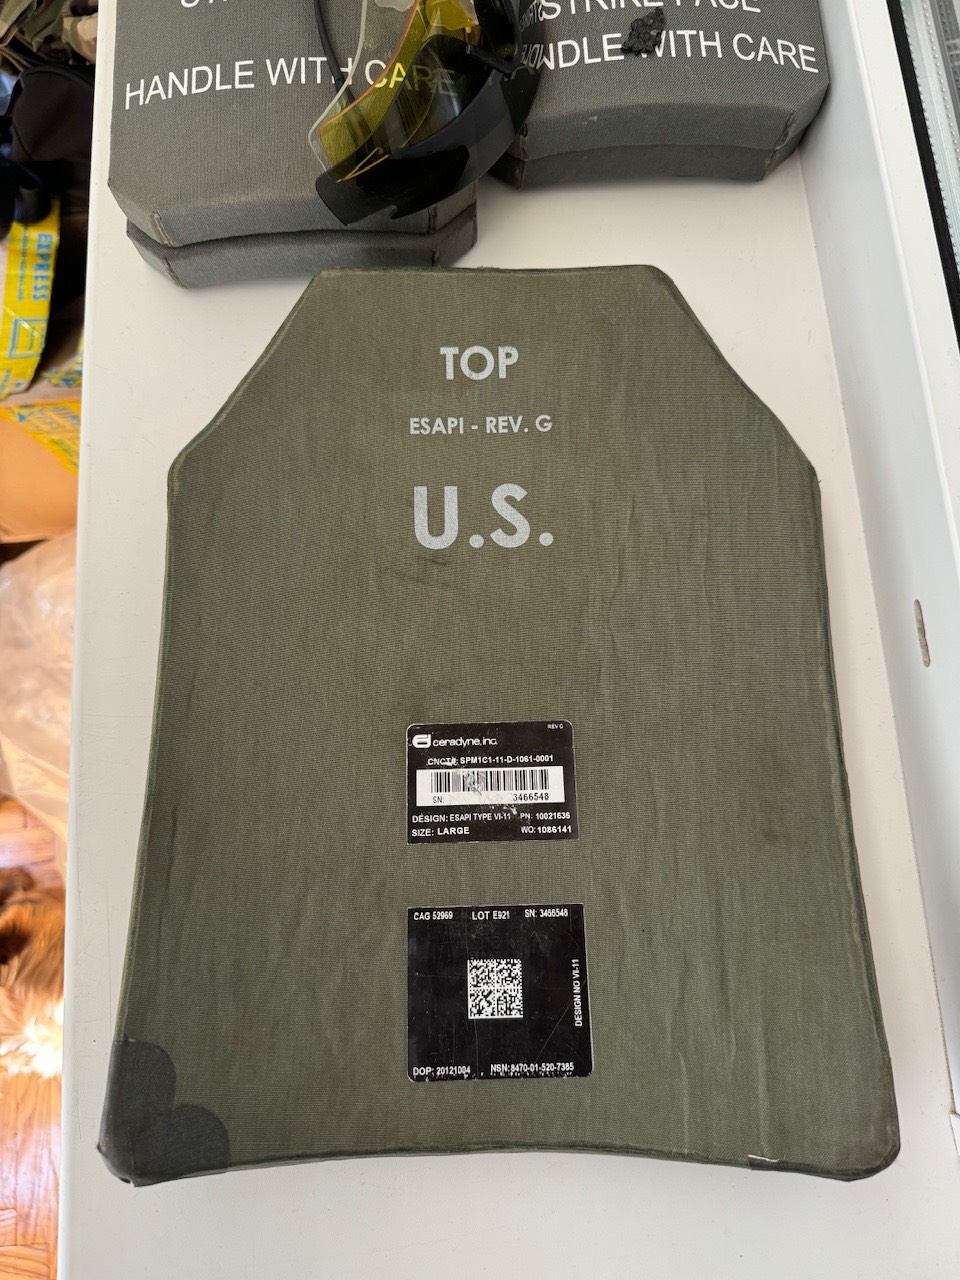 HANDLE WITH CARE
STRIKE FACE
HANDLE WITH CARE
EXPRESS
TOP
ESAPI - REV. G
U.S.
REV C
ceradyne, inc.
CNCT#: SPM1C1-11-D-1061-0001
SN: 3466548
DESIGN: ESAPI TYPE VI-11 PN: 10021636
SIZE: LARGE WO: 1086141
CAG 52969 LOT E921 SN: 3466548
DESIGN NO VI-11
DOP: 20121004 NSN: 8470-01-520-7385